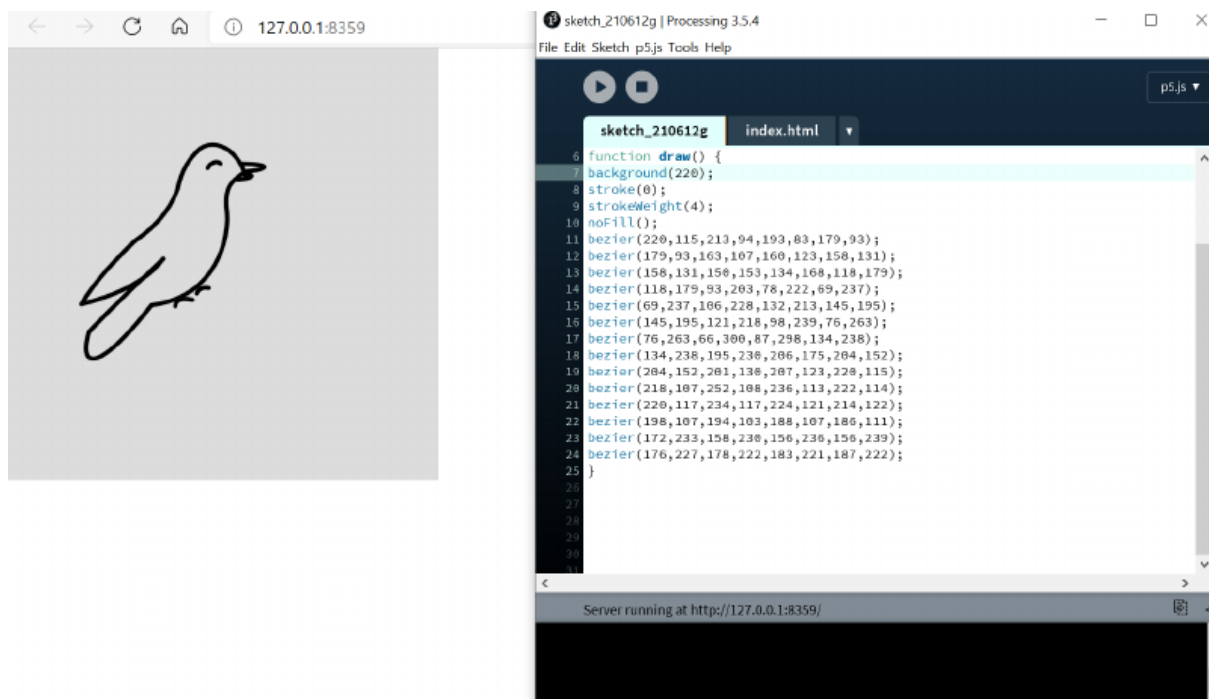 127.0.0.1:8359
sketch_210612g | Processing 3.5.4
File Edit Sketch p5.js Tools Help
p5.js ▼
sketch_210612g index.html ▼
6 function draw() {
7 background(220);
8 stroke(0);
9 strokeWeight(4);
10 noFill();
11 bezier(220,115,213,94,193,83,179,93);
12 bezier(179,93,163,107,160,123,158,131);
13 bezier(158,131,150,153,134,168,118,179);
14 bezier(118,179,93,203,78,222,69,237);
15 bezier(69,237,106,228,132,213,145,195);
16 bezier(145,195,121,218,98,239,76,263);
17 bezier(76,263,66,300,87,298,134,238);
18 bezier(134,238,195,230,206,175,204,152);
19 bezier(204,152,201,130,207,123,220,115);
20 bezier(218,107,252,108,236,113,222,114);
21 bezier(220,117,234,117,224,121,214,122);
22 bezier(198,107,194,103,188,107,186,111);
23 bezier(172,233,158,230,156,236,156,239);
24 bezier(176,227,178,222,183,221,187,222);
25 }
26
27
28
29
30
31
Server running at http://127.0.0.1:8359/